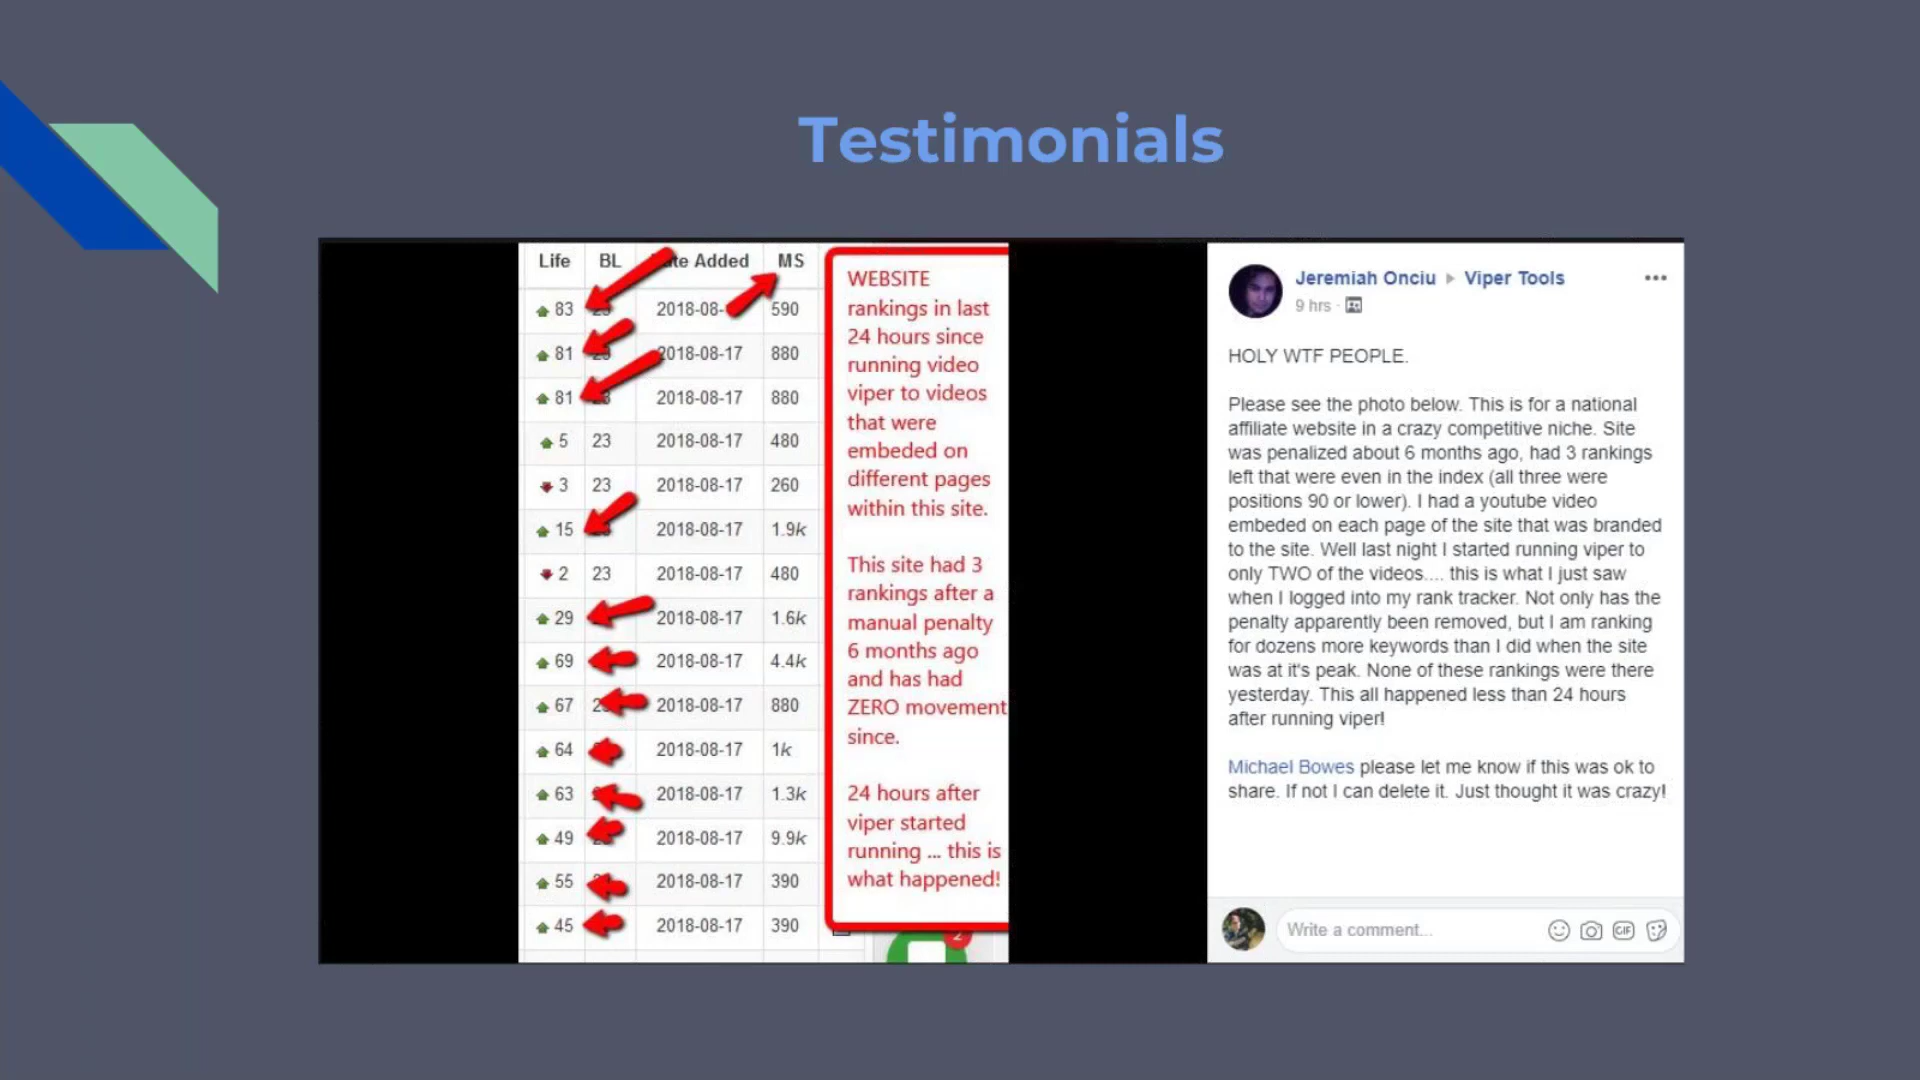 Testimonials
Life BL Date Added MS
83 2018-08- 590
81 2018-08-17 880
81 2018-08-17 880
5 23 2018-08-17 480
3 23 2018-08-17 260
15 2018-08-17 1.9k
2 23 2018-08-17 480
29 2018-08-17 1.6k
69 2018-08-17 4.4k
67 2018-08-17 880
64 2018-08-17 1k
63 2018-08-17 1.3k
49 2018-08-17 9.9k
55 2018-08-17 390
45 2018-08-17 390
WEBSITE
rankings in last
24 hours since
running video
viper to videos
that were
embeded on
different pages
within this site.
This site had 3
rankings after a
manual penalty
6 months ago
and has had
ZERO movement
since.
24 hours after
viper started
running ... this is
what happened!
2
Jeremiah Onciu Viper Tools
9 hrs ·
HOLY WTF PEOPLE.
Please see the photo below. This is for a national
affiliate website in a crazy competitive niche. Site
was penalized about 6 months ago, had 3 rankings
left that were even in the index (all three were
positions 90 or lower). I had a youtube video
embeded on each page of the site that was branded
to the site. Well last night I started running viper to
only TWO of the videos.... this is what I just saw
when I logged into my rank tracker. Not only has the
penalty apparently been removed, but I am ranking
for dozens more keywords than I did when the site
was at it's peak. None of these rankings were there
yesterday. This all happened less than 24 hours
after running viper!
Michael Bowes please let me know if this was ok to
share. If not I can delete it. Just thought it was crazy!
Write a comment...
GIF